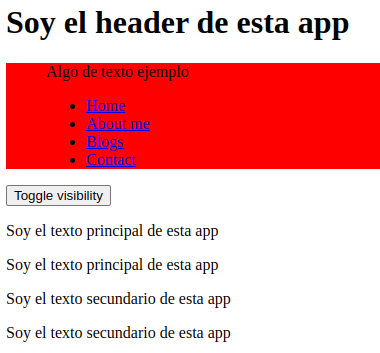 Soy el header de esta app
Algo de texto ejemplo
Home
About me
Blogs
Contact
Toggle visibility
Soy el texto principal de esta app
Soy el texto principal de esta app
Soy el texto secundario de esta app
Soy el texto secundario de esta app